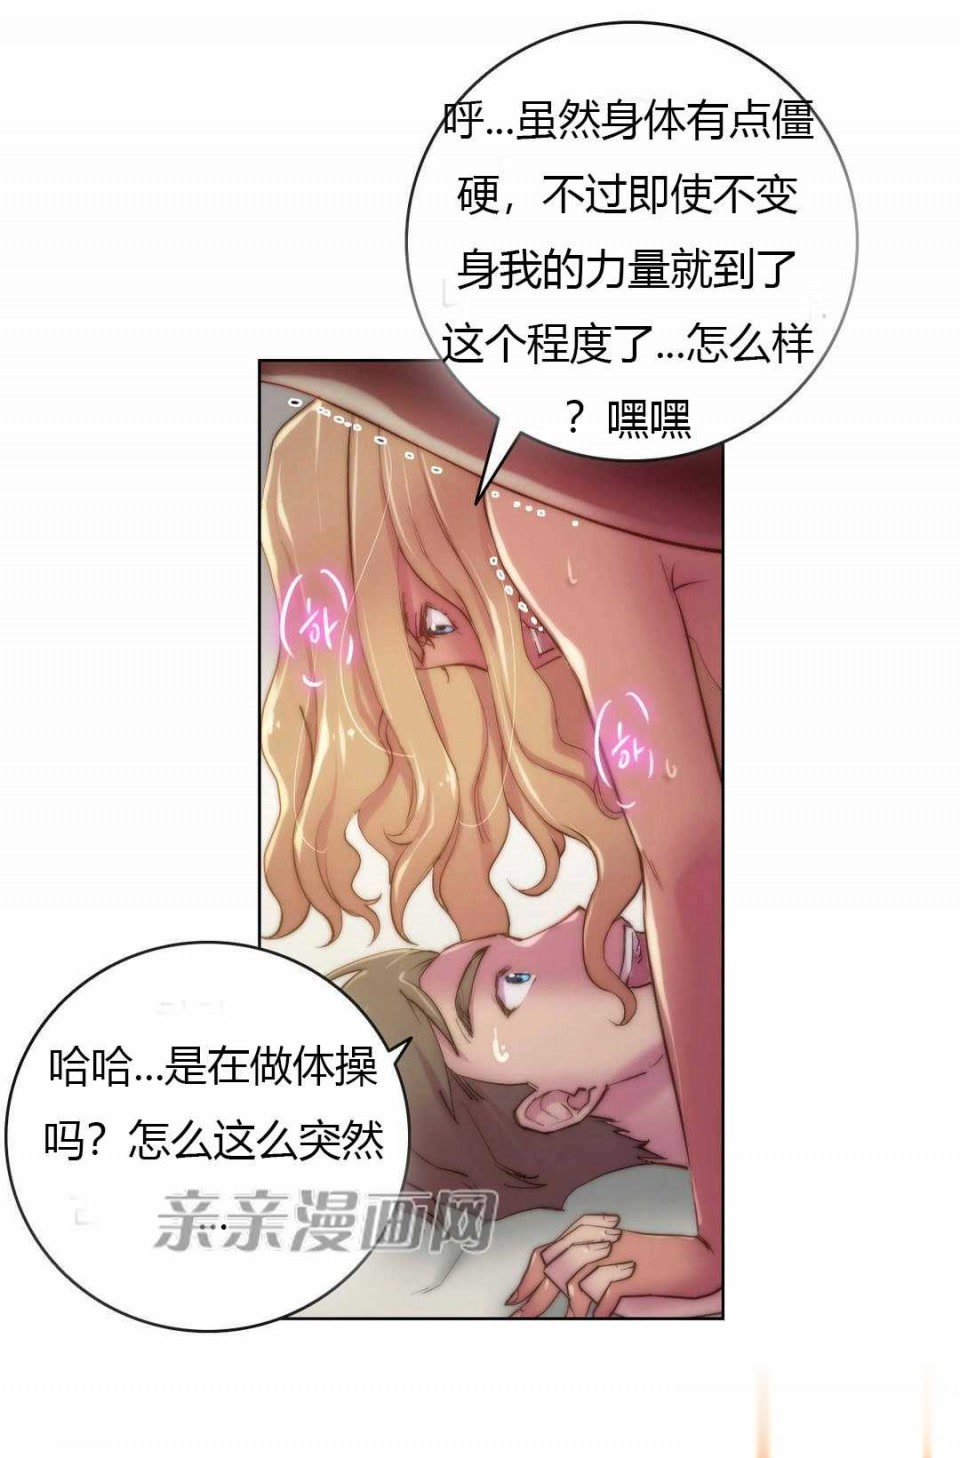 呼...虽然身体有点僵
硬，不过即使不变
身我的力量就到了
这个程度了...怎么样
？嘿嘿
하
하
哈哈...是在做体操
吗？怎么这么突然
...
亲亲漫画网